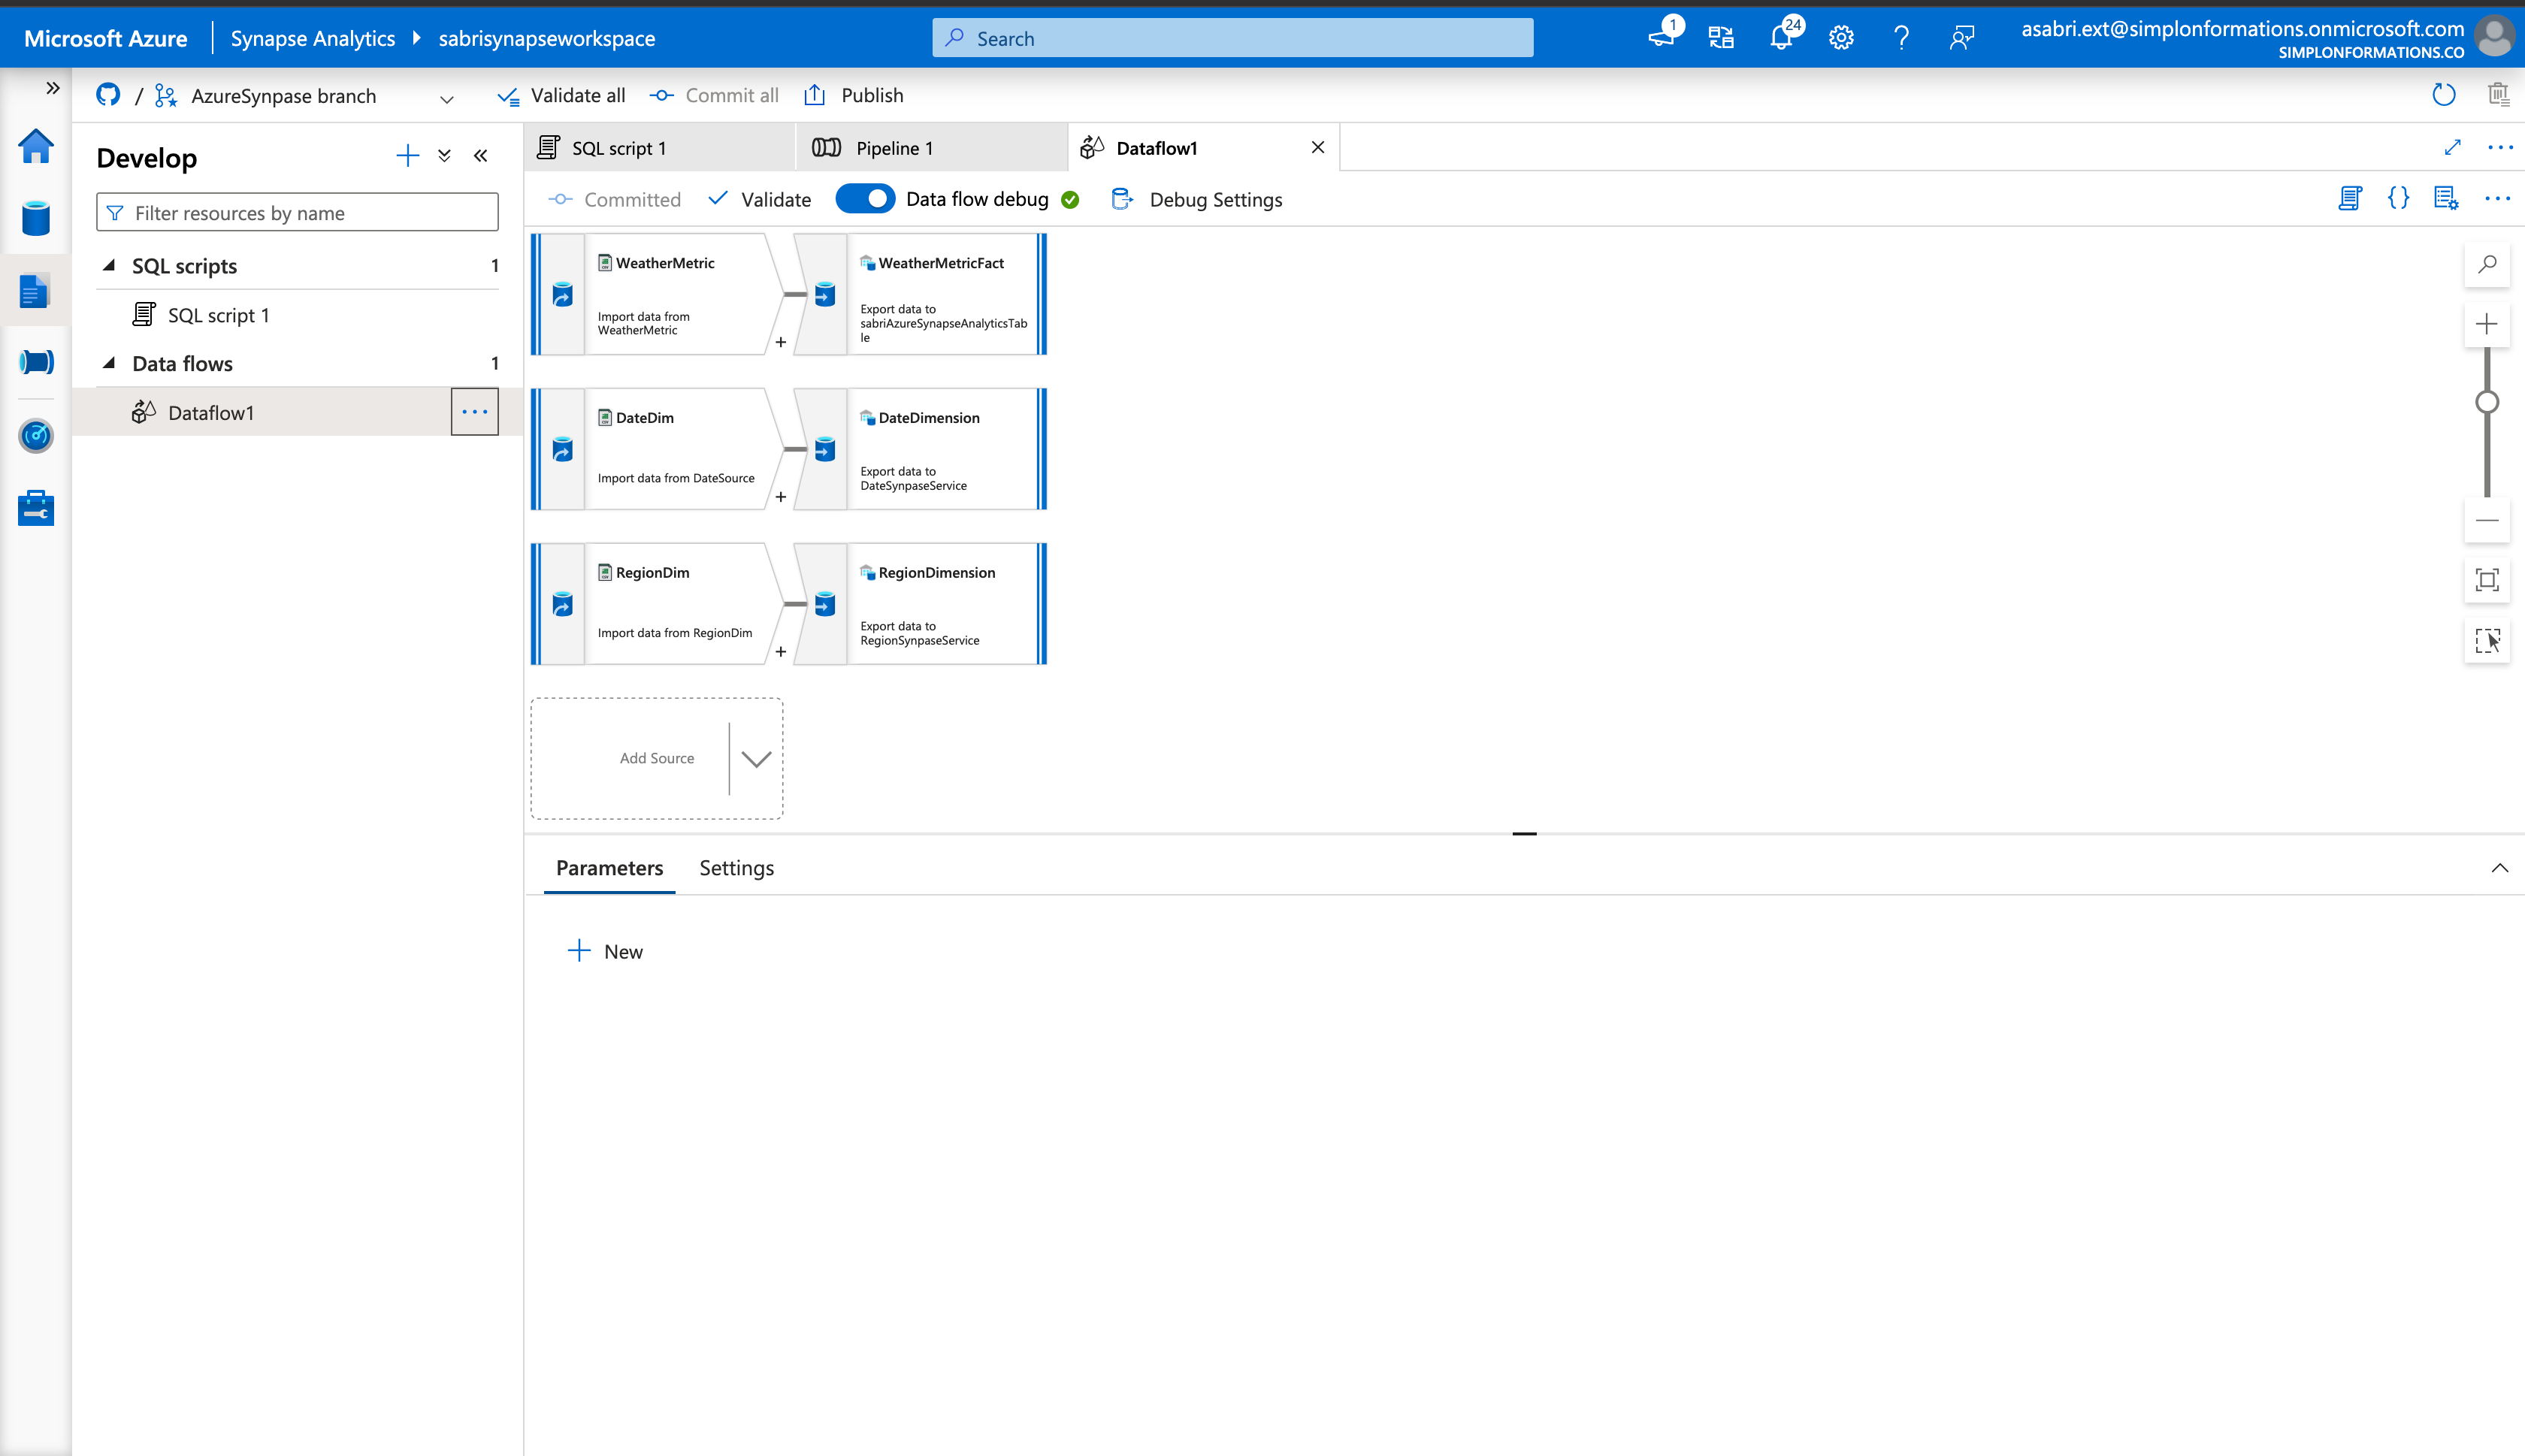 Microsoft Azure
Synapse Analytics
sabrisynapseworkspace
Search
1
24
asabri.ext@simplonformations.onmicrosoft.com
SIMPLONFORMATIONS.CO
/
AzureSynpase branch
Validate all
Commit all
Publish
Develop
Filter resources by name
SQL scripts 1
SQL script 1
Data flows 1
Dataflow1
SQL script 1
Pipeline 1
Dataflow1
Committed
Validate
Data flow debug
Debug Settings
WeatherMetric
Import data from
WeatherMetric
WeatherMetricFact
Export data to
sabriAzureSynapseAnalyticsTab
le
DateDim
Import data from DateSource
DateDimension
Export data to
DateSynpaseService
RegionDim
Import data from RegionDim
RegionDimension
Export data to
RegionSynpaseService
Add Source
Parameters
Settings
New